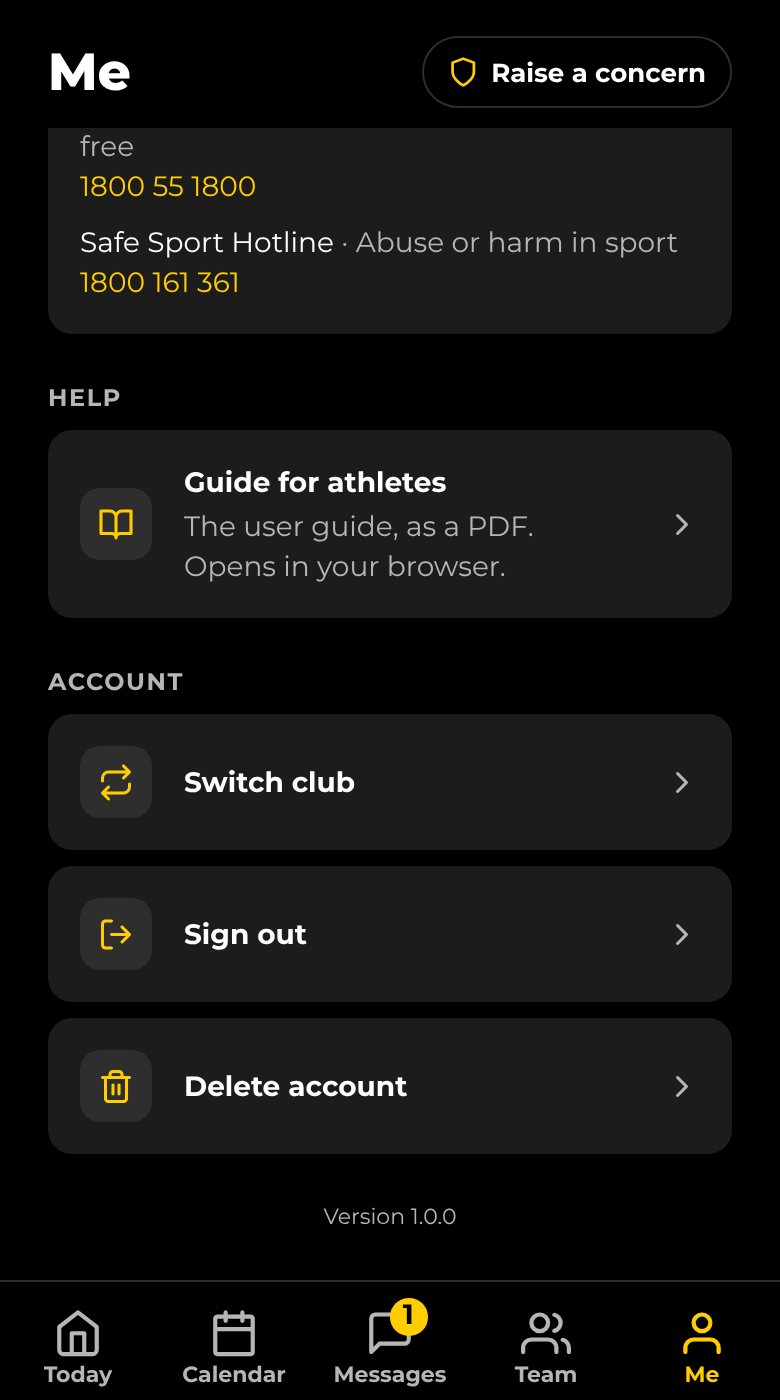 Me
Raise a concern
free
1800 55 1800
Safe Sport Hotline · Abuse or harm in sport
1800 161 361
HELP
Guide for athletes
The user guide, as a PDF.
Opens in your browser.
ACCOUNT
Switch club
Sign out
Delete account
Version 1.0.0
1
Today
Calendar
Messages
Team
Me